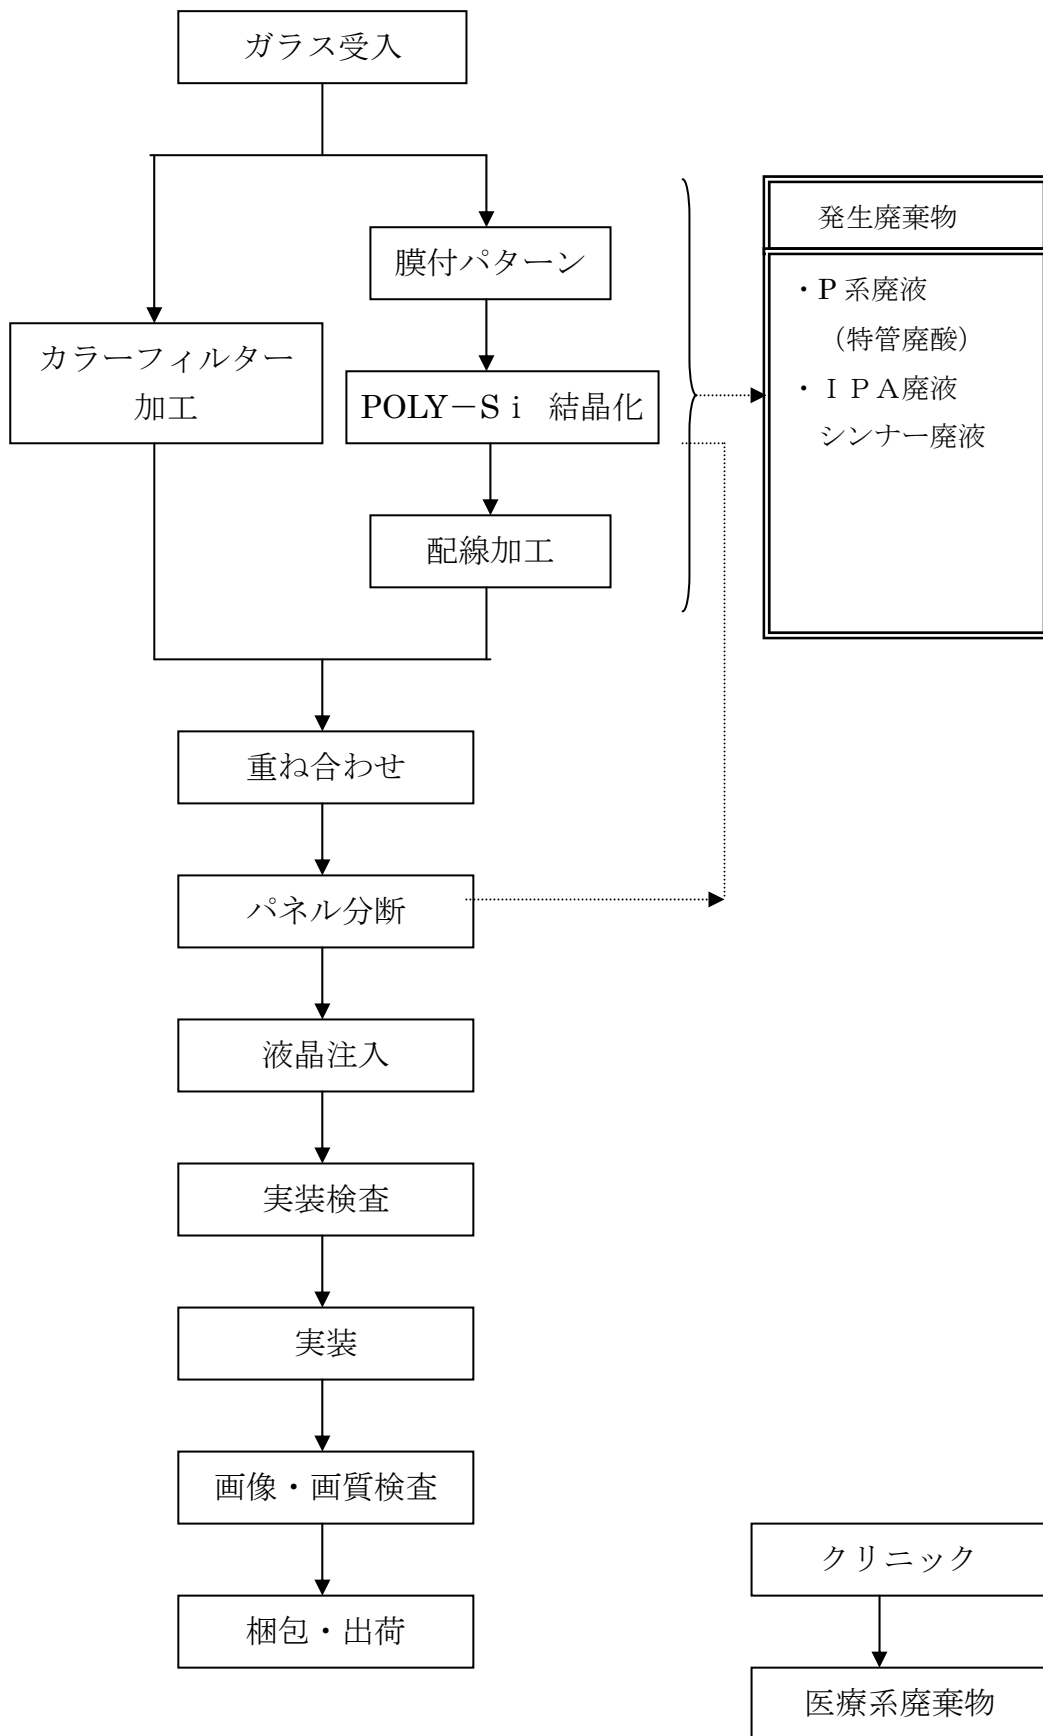 ガラス受入
膜付パターン
カラーフィルター
加工
POLY－Ｓｉ 結晶化
配線加工
発生廃棄物
・P 系廃液
（特管廃酸）
・ＩＰＡ廃液
シンナー廃液
重ね合わせ
パネル分断
液晶注入
実装検査
実装
画像・画質検査
梱包・出荷
クリニック
医療系廃棄物